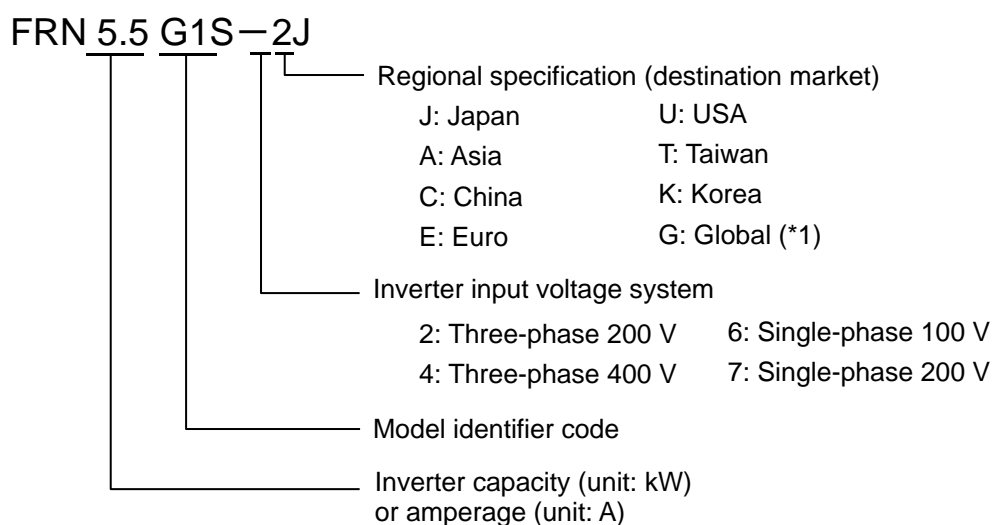 FRN 5.5 G1S－2J
Regional specification (destination market)
J: Japan U: USA
A: Asia T: Taiwan
C: China K: Korea
E: Euro G: Global (*1)
Inverter input voltage system
2: Three-phase 200 V 6: Single-phase 100 V
4: Three-phase 400 V 7: Single-phase 200 V
Model identifier code
Inverter capacity (unit: kW)
or amperage (unit: A)